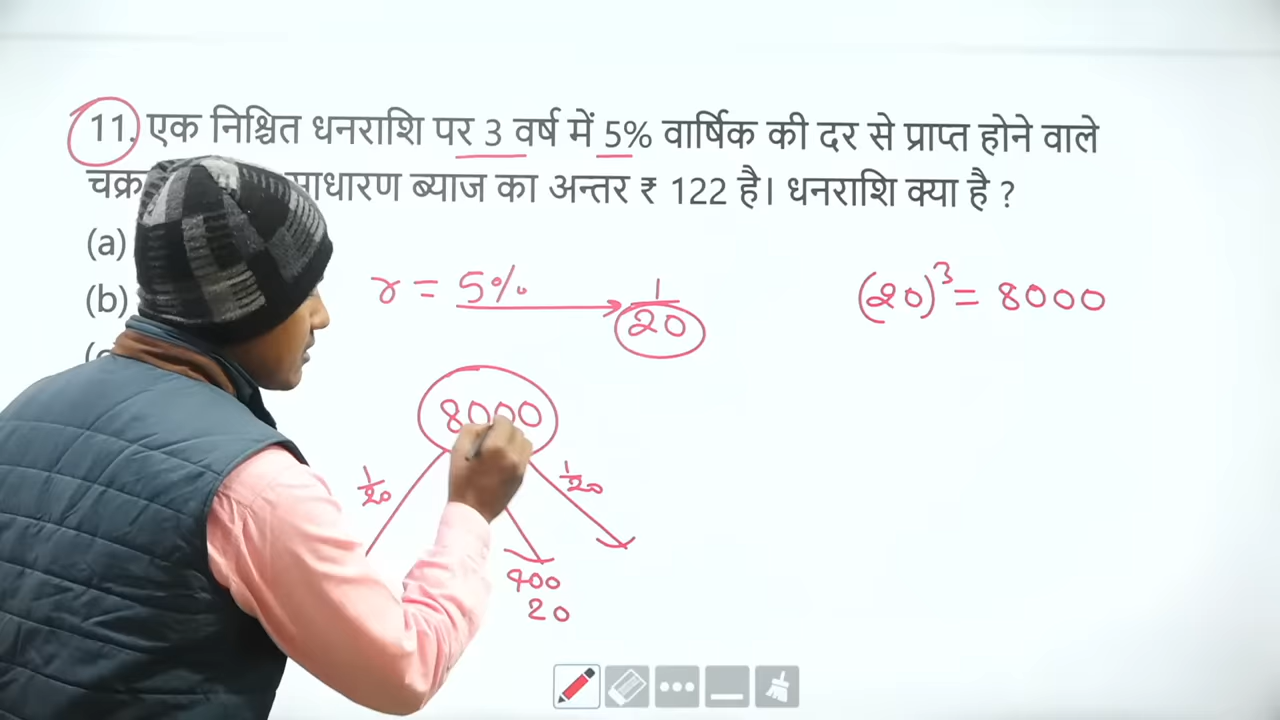 11. एक निश्चित धनराशि पर 3 वर्ष में 5% वार्षिक की दर से प्राप्त होने वाले
साधारण ब्याज का अन्तर ₹ 122 है। धनराशि क्या है ?
(a)
(b)
r = 5% 1/20
(20)³ = 8000
8000
1/20 1/20
400
20